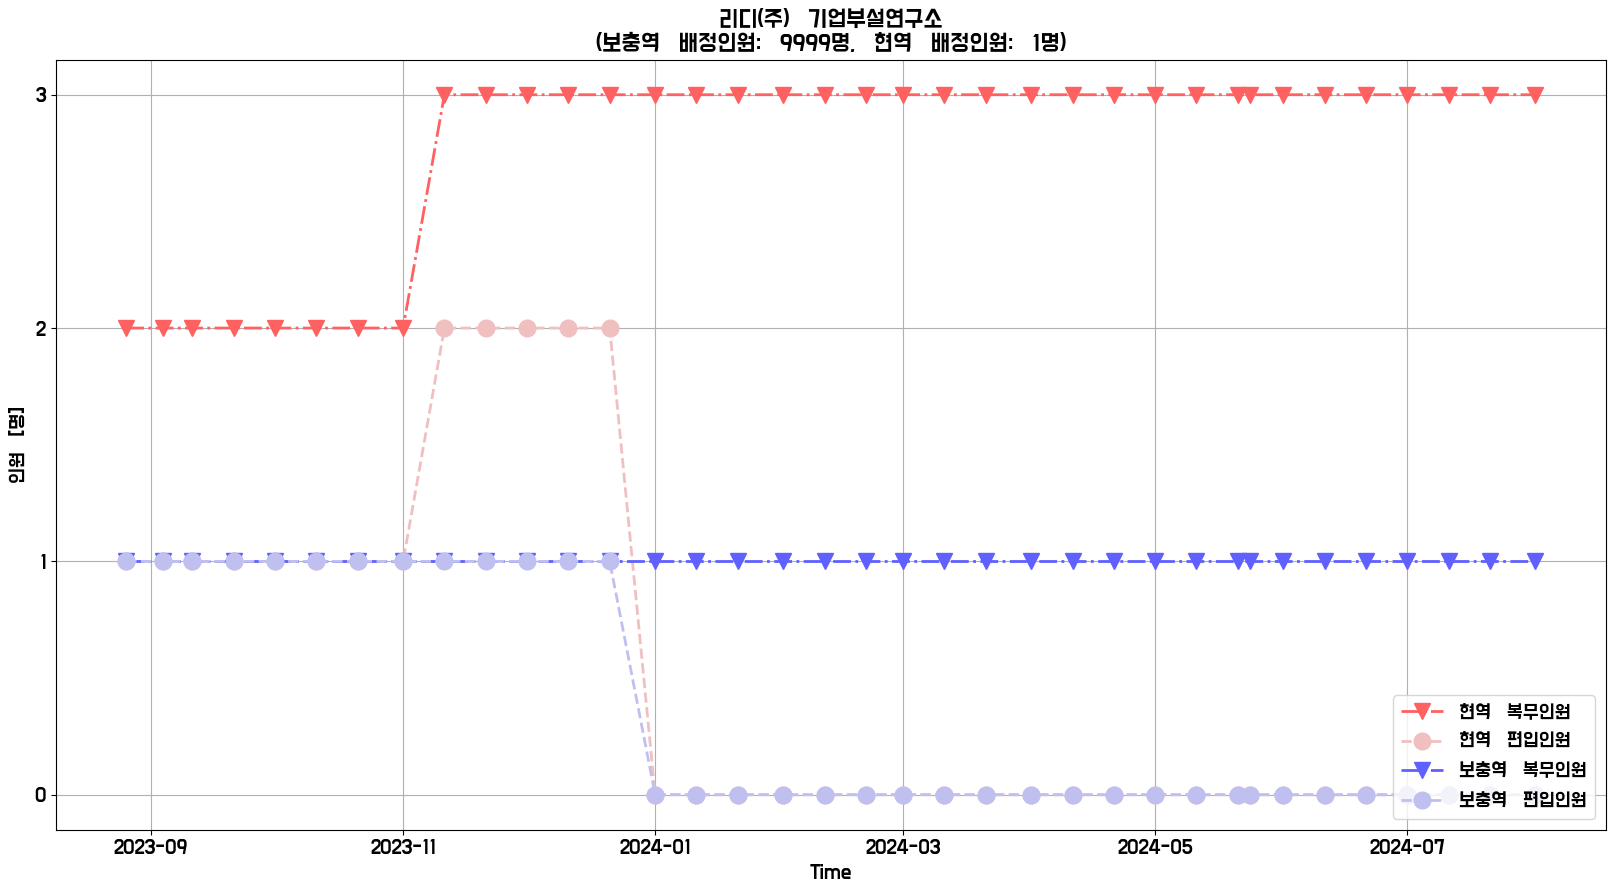 리디(주) 기업부설연구소
(보충역 배정인원: 9999명, 현역 배정인원: 1명)
3
2
1
0
인원 [명]
2023-09
2023-11
2024-01
2024-03
2024-05
2024-07
Time
현역 복무인원
현역 편입인원
보충역 복무인원
보충역 편입인원